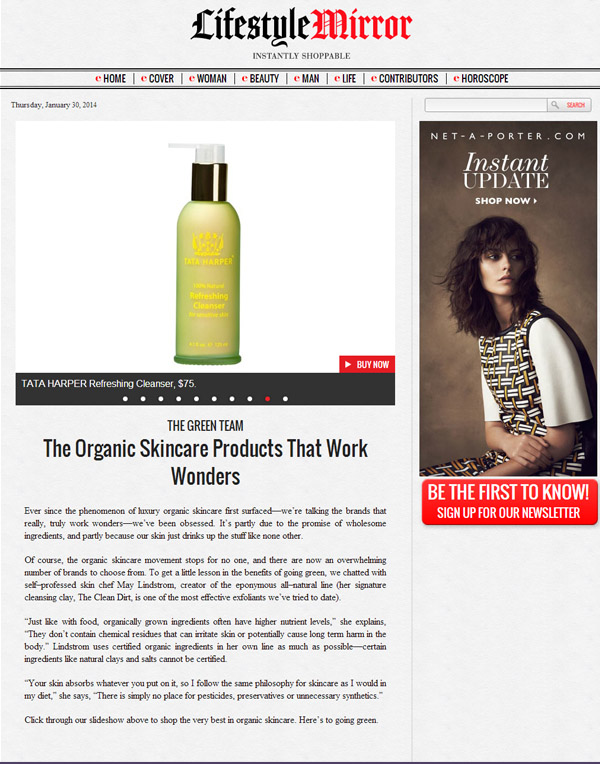 LifestyleMirror
INSTANTLY SHOPPABLE
e HOME | e COVER | e WOMAN | e BEAUTY | e MAN | e LIFE | e CONTRIBUTORS | e HOROSCOPE
Thursday, January 30, 2014
SEARCH
TATA·HARPER
100% Natural
Refreshing
Cleanser
BUY NOW
TATA HARPER Refreshing Cleanser, $75.
THE GREEN TEAM
The Organic Skincare Products That Work
Wonders
Ever since the phenomenon of luxury organic skincare first surfaced—we're talking the brands that
really, truly work wonders—we've been obsessed. It's partly due to the promise of wholesome
ingredients, and partly because our skin just drinks up the stuff like none other.
Of course, the organic skincare movement stops for no one, and there are now an overwhelming
number of brands to choose from. To get a little lesson in the benefits of going green, we chatted with
self–professed skin chef May Lindstrom, creator of the eponymous all–natural line (her signature
cleansing clay, The Clean Dirt, is one of the most effective exfoliants we've tried to date).
“Just like with food, organically grown ingredients often have higher nutrient levels,” she explains,
“They don't contain chemical residues that can irritate skin or potentially cause long term harm in the
body.” Lindstrom uses certified organic ingredients in her own line as much as possible—certain
ingredients like natural clays and salts cannot be certified.
“Your skin absorbs whatever you put on it, so I follow the same philosophy for skincare as I would in
my diet,” she says, “There is simply no place for pesticides, preservatives or unnecessary synthetics.”
Click through our slideshow above to shop the very best in organic skincare. Here's to going green.
NET-A-PORTER.COM
Instant
UPDATE
SHOP NOW
BE THE FIRST TO KNOW!
SIGN UP FOR OUR NEWSLETTER